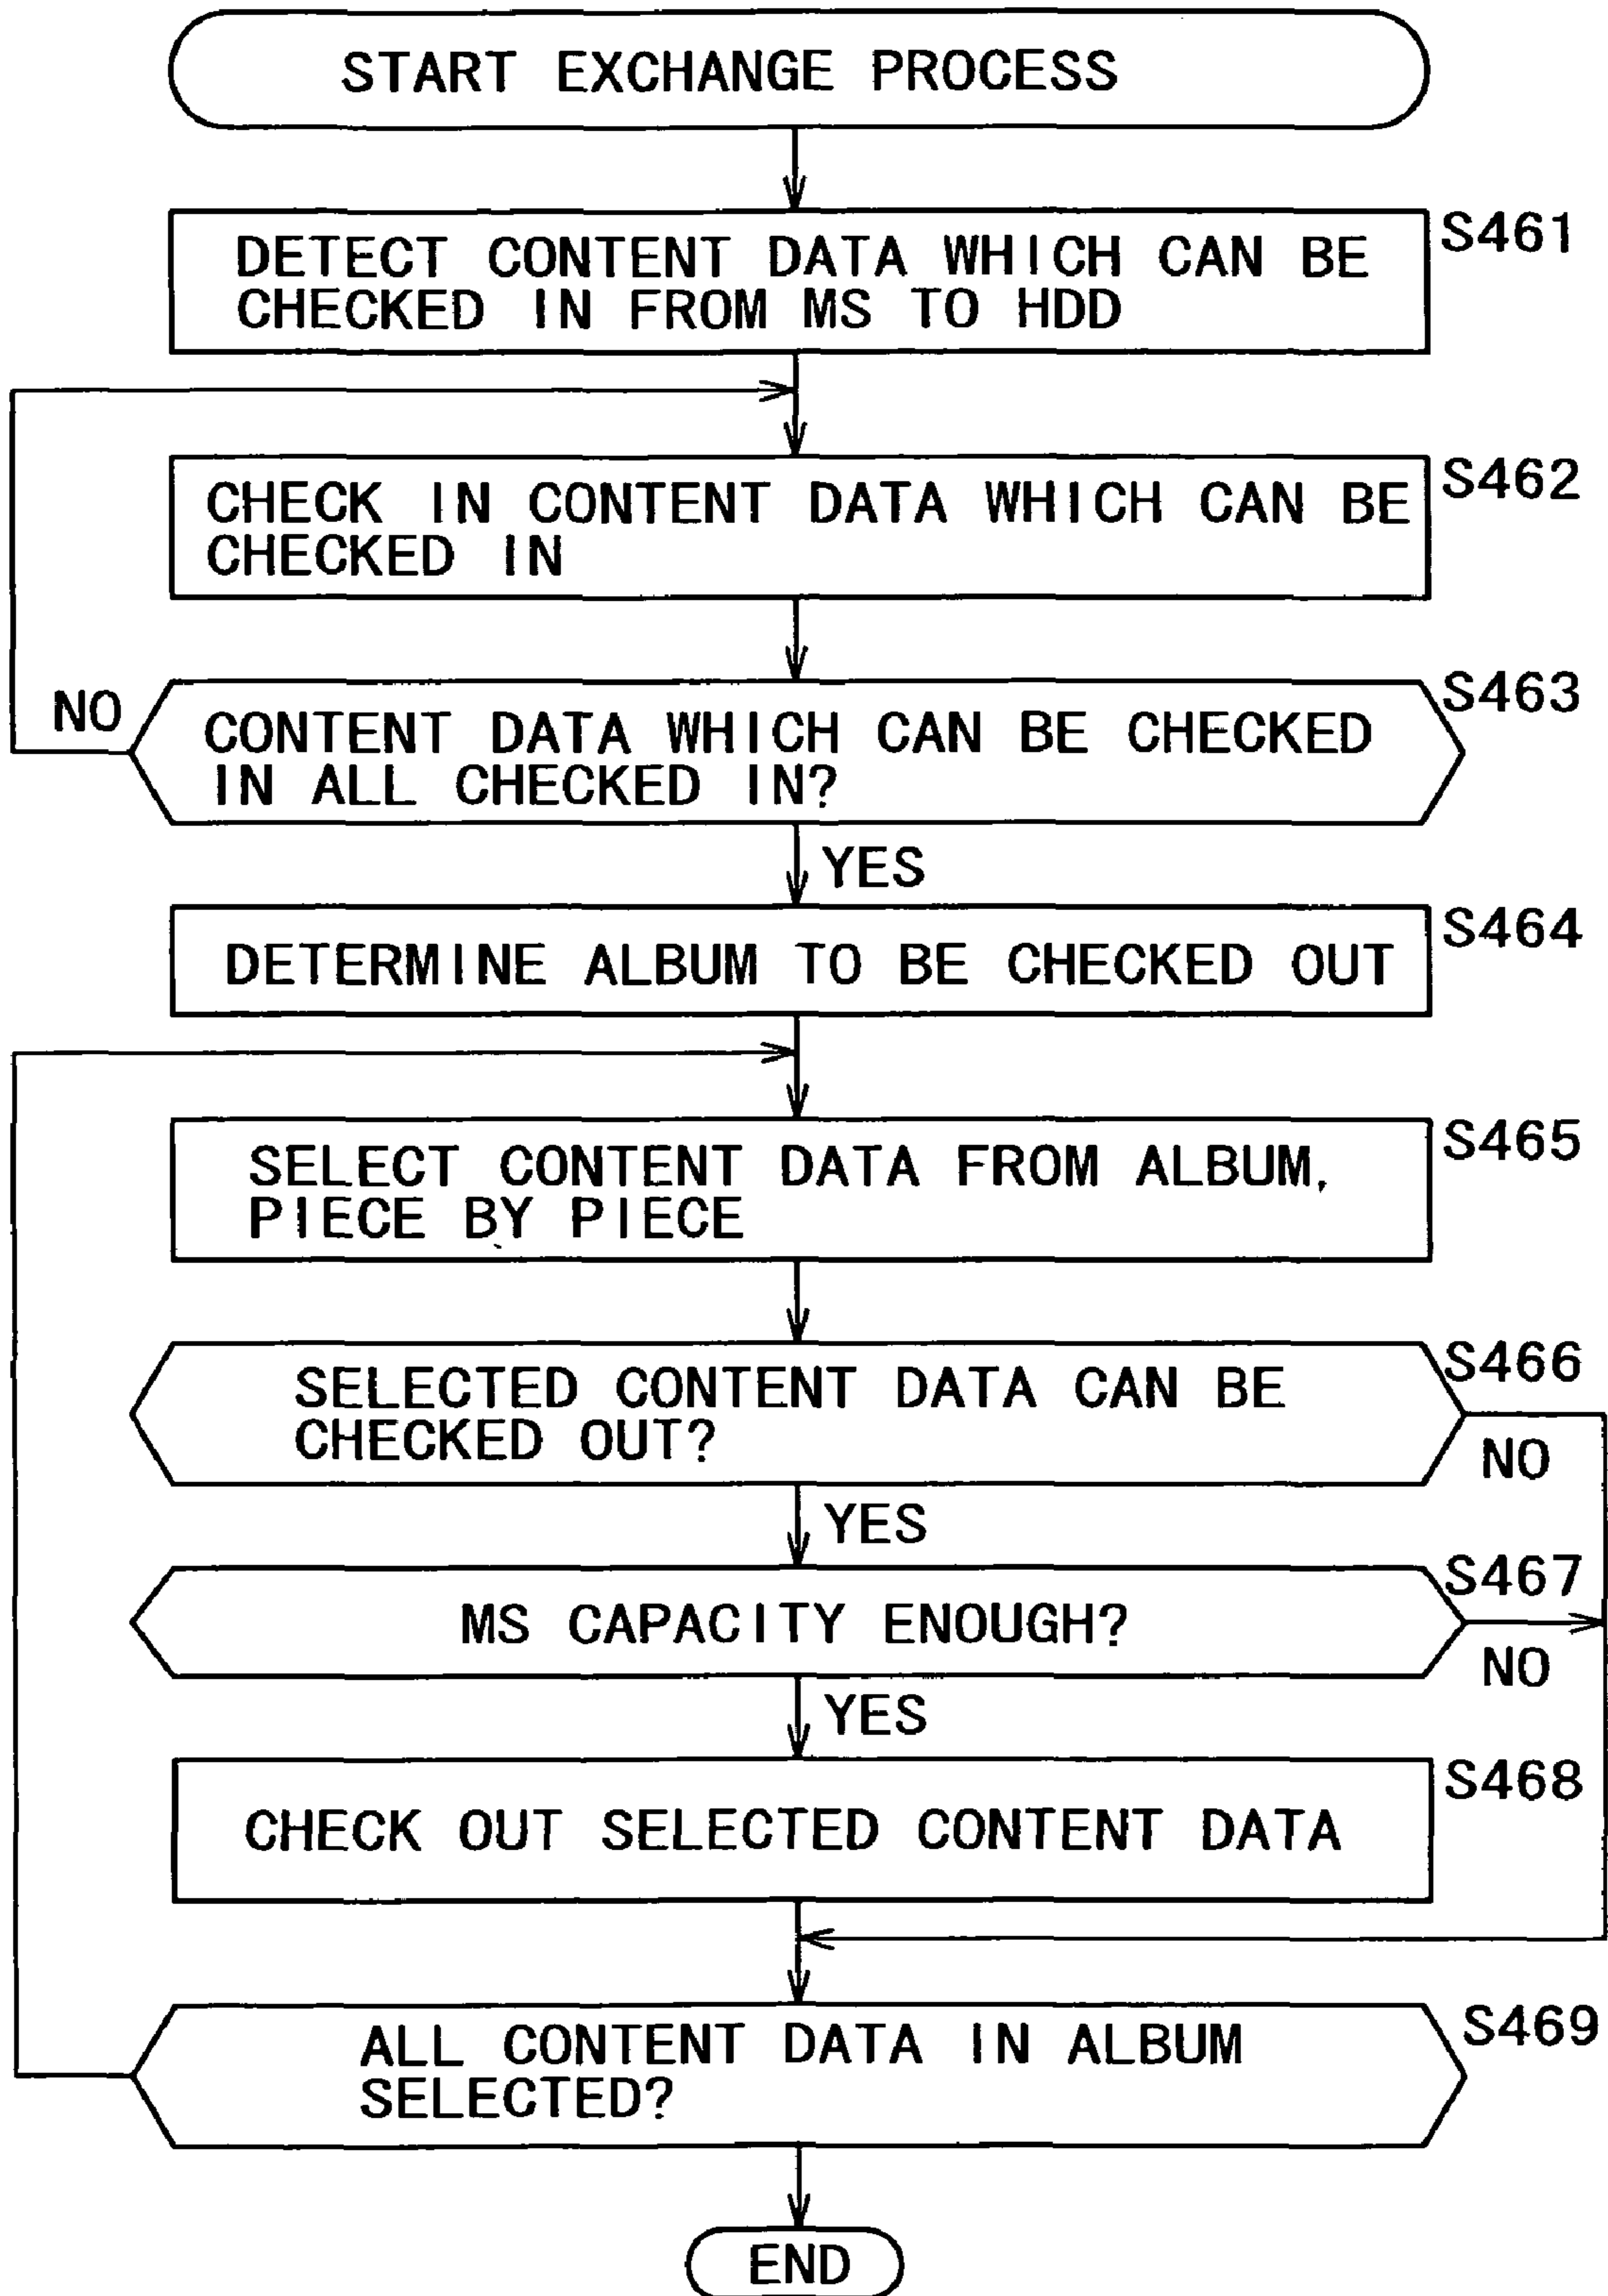 START EXCHANGE PROCESS
S461
DETECT CONTENT DATA WHICH CAN BE
CHECKED IN FROM MS TO HDD
S462
CHECK IN CONTENT DATA WHICH CAN BE
CHECKED IN
S463
NO
CONTENT DATA WHICH CAN BE CHECKED
IN ALL CHECKED IN?
YES
S464
DETERMINE ALBUM TO BE CHECKED OUT
S465
SELECT CONTENT DATA FROM ALBUM,
PIECE BY PIECE
S466
SELECTED CONTENT DATA CAN BE
CHECKED OUT?
NO
YES
S467
MS CAPACITY ENOUGH?
NO
YES
S468
CHECK OUT SELECTED CONTENT DATA
S469
ALL CONTENT DATA IN ALBUM
SELECTED?
END